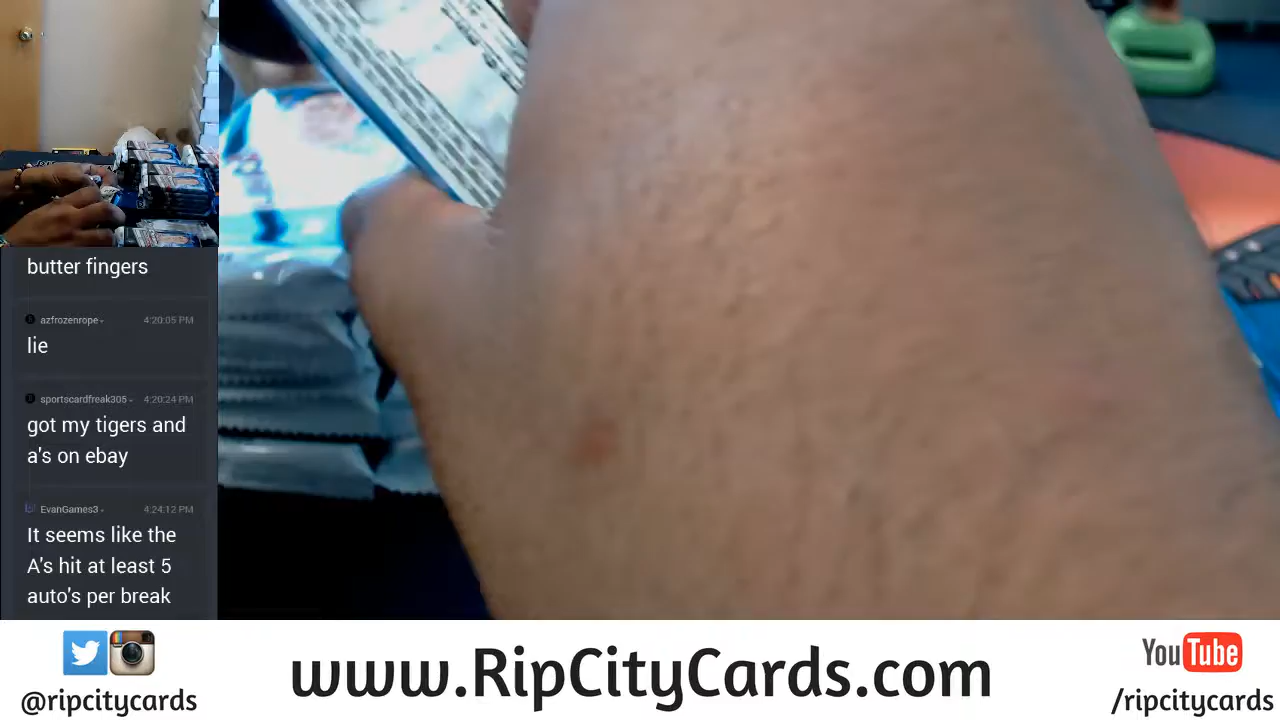 butter fingers
azfrozenrope 4:20:05 PM
lie
sportscardfreak305 4:20:24 PM
got my tigers and
a's on ebay
EvanGames3 4:24:12 PM
It seems like the
A's hit at least 5
auto's per break
@ripcitycards
www.RipCityCards.com
YouTube
/ripcitycards